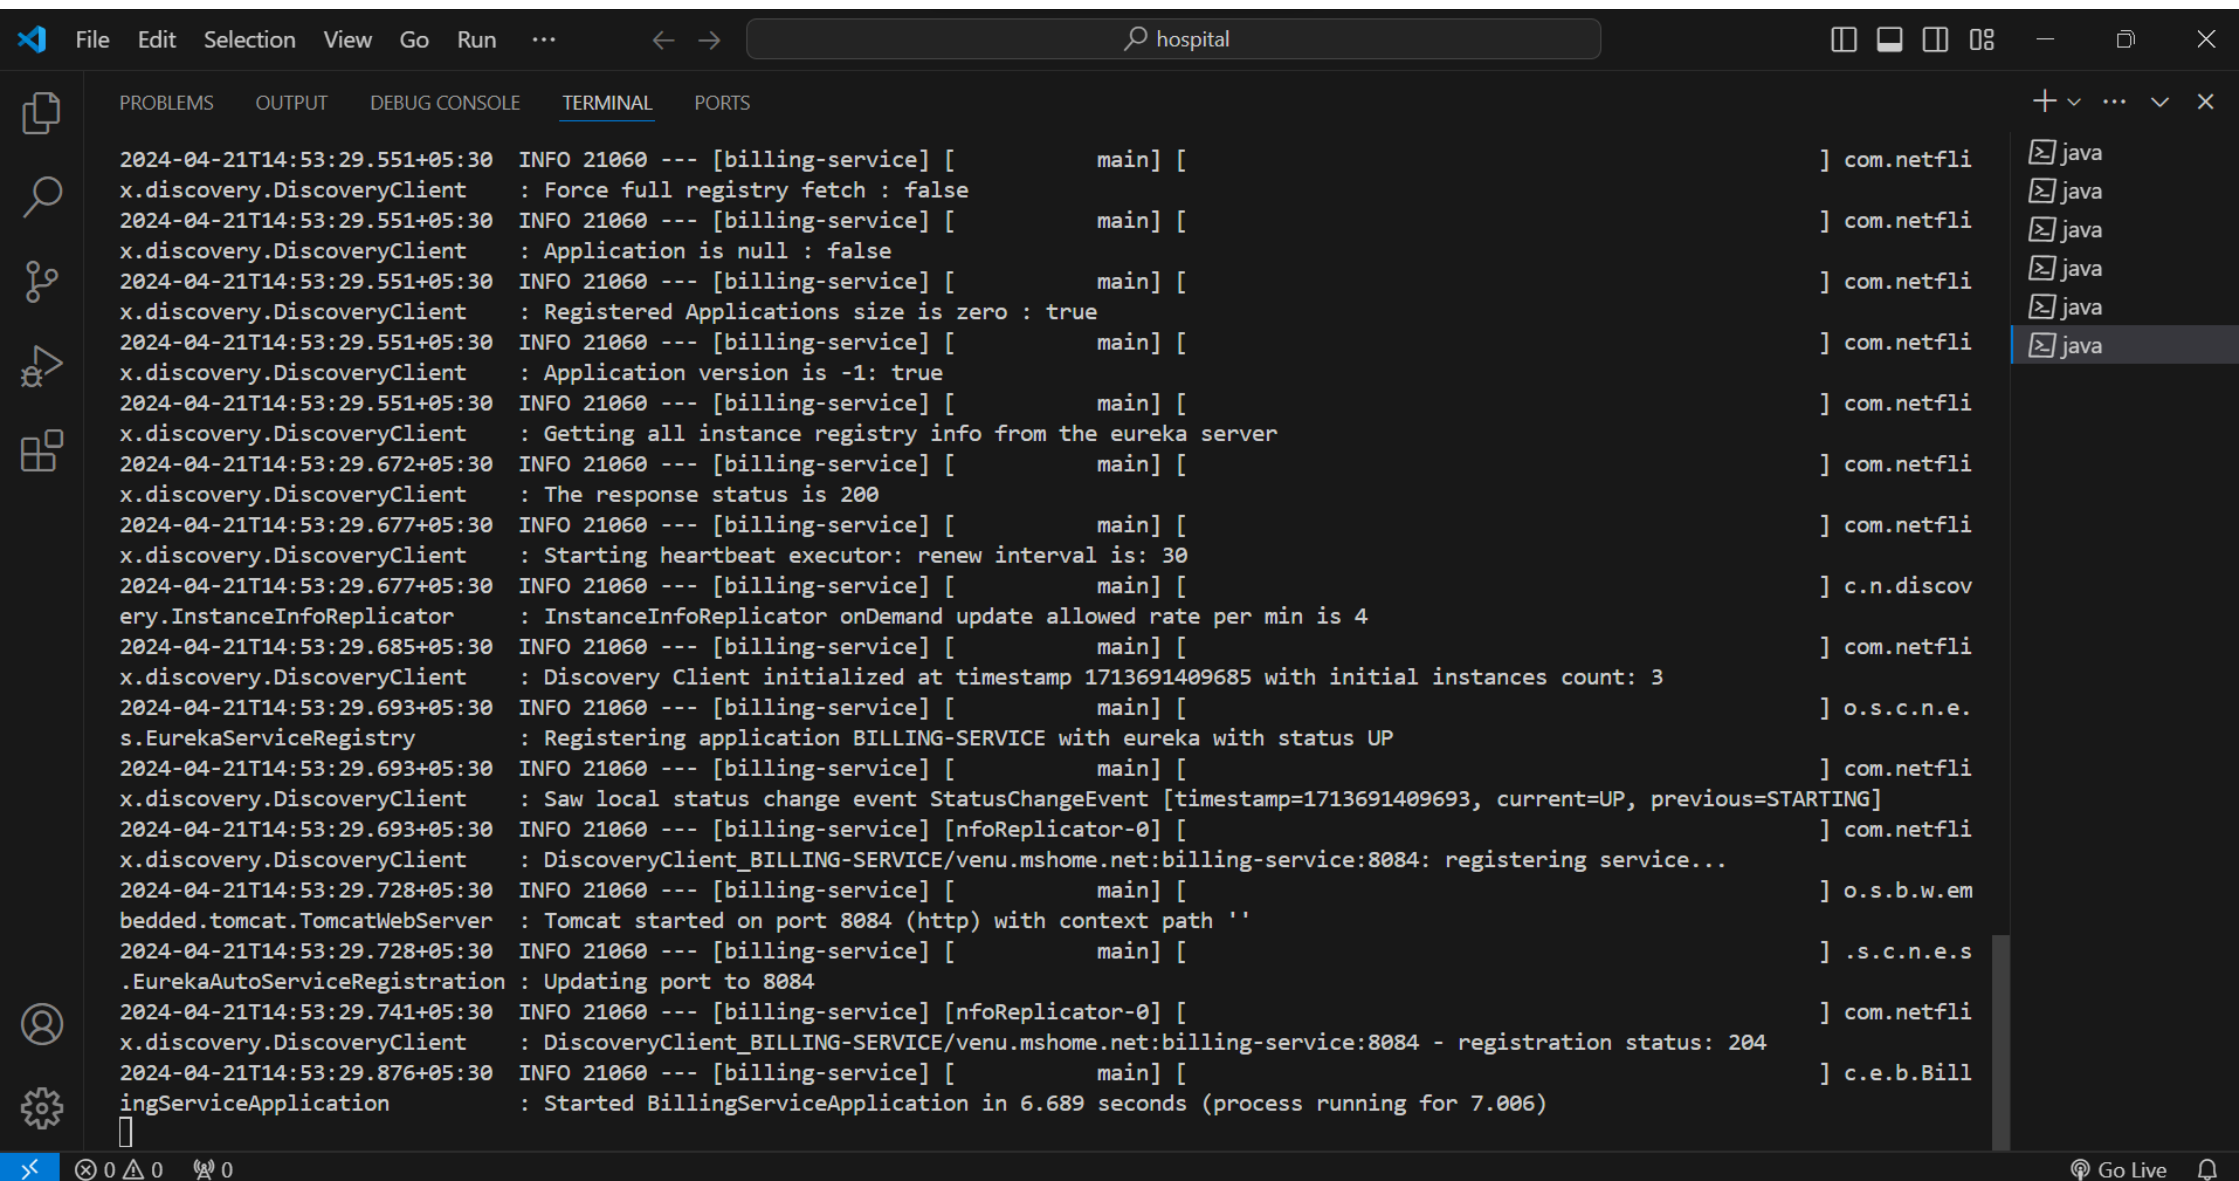 File Edit Selection View Go Run ... hospital
PROBLEMS OUTPUT DEBUG CONSOLE TERMINAL PORTS
2024-04-21T14:53:29.551+05:30  INFO 21060 --- [billing-service] [           main] [                                                 ] com.netfli
x.discovery.DiscoveryClient    : Force full registry fetch : false
2024-04-21T14:53:29.551+05:30  INFO 21060 --- [billing-service] [           main] [                                                 ] com.netfli
x.discovery.DiscoveryClient    : Application is null : false
2024-04-21T14:53:29.551+05:30  INFO 21060 --- [billing-service] [           main] [                                                 ] com.netfli
x.discovery.DiscoveryClient    : Registered Applications size is zero : true
2024-04-21T14:53:29.551+05:30  INFO 21060 --- [billing-service] [           main] [                                                 ] com.netfli
x.discovery.DiscoveryClient    : Application version is -1: true
2024-04-21T14:53:29.551+05:30  INFO 21060 --- [billing-service] [           main] [                                                 ] com.netfli
x.discovery.DiscoveryClient    : Getting all instance registry info from the eureka server
2024-04-21T14:53:29.672+05:30  INFO 21060 --- [billing-service] [           main] [                                                 ] com.netfli
x.discovery.DiscoveryClient    : The response status is 200
2024-04-21T14:53:29.677+05:30  INFO 21060 --- [billing-service] [           main] [                                                 ] com.netfli
x.discovery.DiscoveryClient    : Starting heartbeat executor: renew interval is: 30
2024-04-21T14:53:29.677+05:30  INFO 21060 --- [billing-service] [           main] [                                                 ] c.n.discov
ery.InstanceInfoReplicator     : InstanceInfoReplicator onDemand update allowed rate per min is 4
2024-04-21T14:53:29.685+05:30  INFO 21060 --- [billing-service] [           main] [                                                 ] com.netfli
x.discovery.DiscoveryClient    : Discovery Client initialized at timestamp 1713691409685 with initial instances count: 3
2024-04-21T14:53:29.693+05:30  INFO 21060 --- [billing-service] [           main] [                                                 ] o.s.c.n.e.
s.EurekaServiceRegistry        : Registering application BILLING-SERVICE with eureka with status UP
2024-04-21T14:53:29.693+05:30  INFO 21060 --- [billing-service] [           main] [                                                 ] com.netfli
x.discovery.DiscoveryClient    : Saw local status change event StatusChangeEvent [timestamp=1713691409693, current=UP, previous=STARTING]
2024-04-21T14:53:29.693+05:30  INFO 21060 --- [billing-service] [nfoReplicator-0] [                                                 ] com.netfli
x.discovery.DiscoveryClient    : DiscoveryClient_BILLING-SERVICE/venu.mshome.net:billing-service:8084: registering service...
2024-04-21T14:53:29.728+05:30  INFO 21060 --- [billing-service] [           main] [                                                 ] o.s.b.w.em
bedded.tomcat.TomcatWebServer  : Tomcat started on port 8084 (http) with context path ''
2024-04-21T14:53:29.728+05:30  INFO 21060 --- [billing-service] [           main] [                                                 ] .s.c.n.e.s
.EurekaAutoServiceRegistration : Updating port to 8084
2024-04-21T14:53:29.741+05:30  INFO 21060 --- [billing-service] [nfoReplicator-0] [                                                 ] com.netfli
x.discovery.DiscoveryClient    : DiscoveryClient_BILLING-SERVICE/venu.mshome.net:billing-service:8084 - registration status: 204
2024-04-21T14:53:29.876+05:30  INFO 21060 --- [billing-service] [           main] [                                                 ] c.e.b.Bill
ingServiceApplication          : Started BillingServiceApplication in 6.689 seconds (process running for 7.006)
java
java
java
java
java
java
0 0 0 Go Live